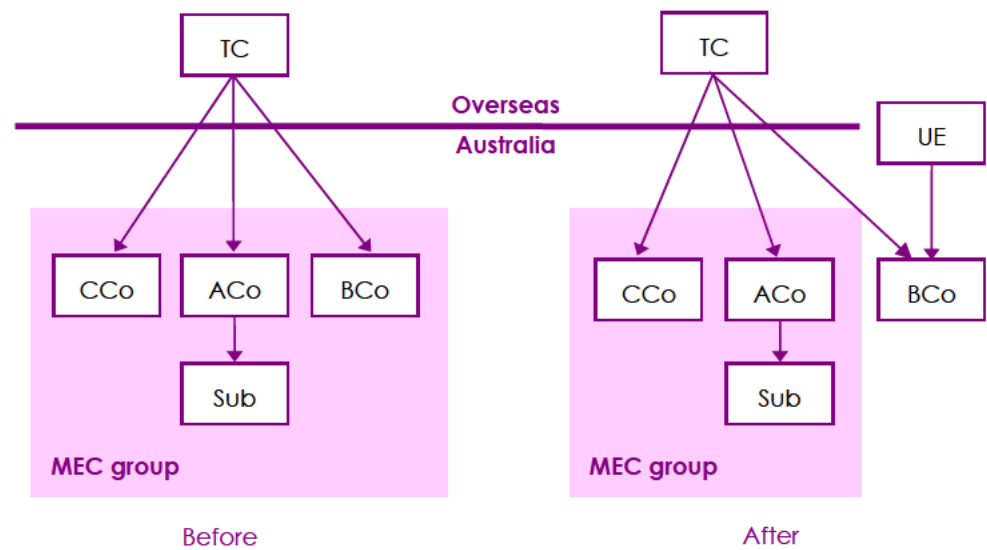 TC
TC
Overseas
Australia
UE
CCo
ACo
BCo
CCo
ACo
BCo
Sub
Sub
MEC group
MEC group
Before
After